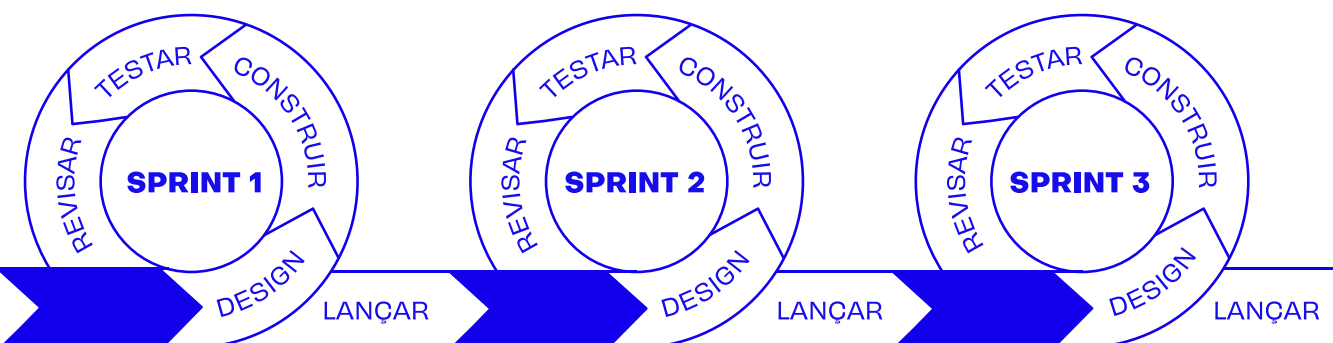 TESTAR
CONSTRUIR
REVISAR
SPRINT 1
DESIGN
LANÇAR
TESTAR
CONSTRUIR
REVISAR
SPRINT 2
DESIGN
LANÇAR
TESTAR
CONSTRUIR
REVISAR
SPRINT 3
DESIGN
LANÇAR